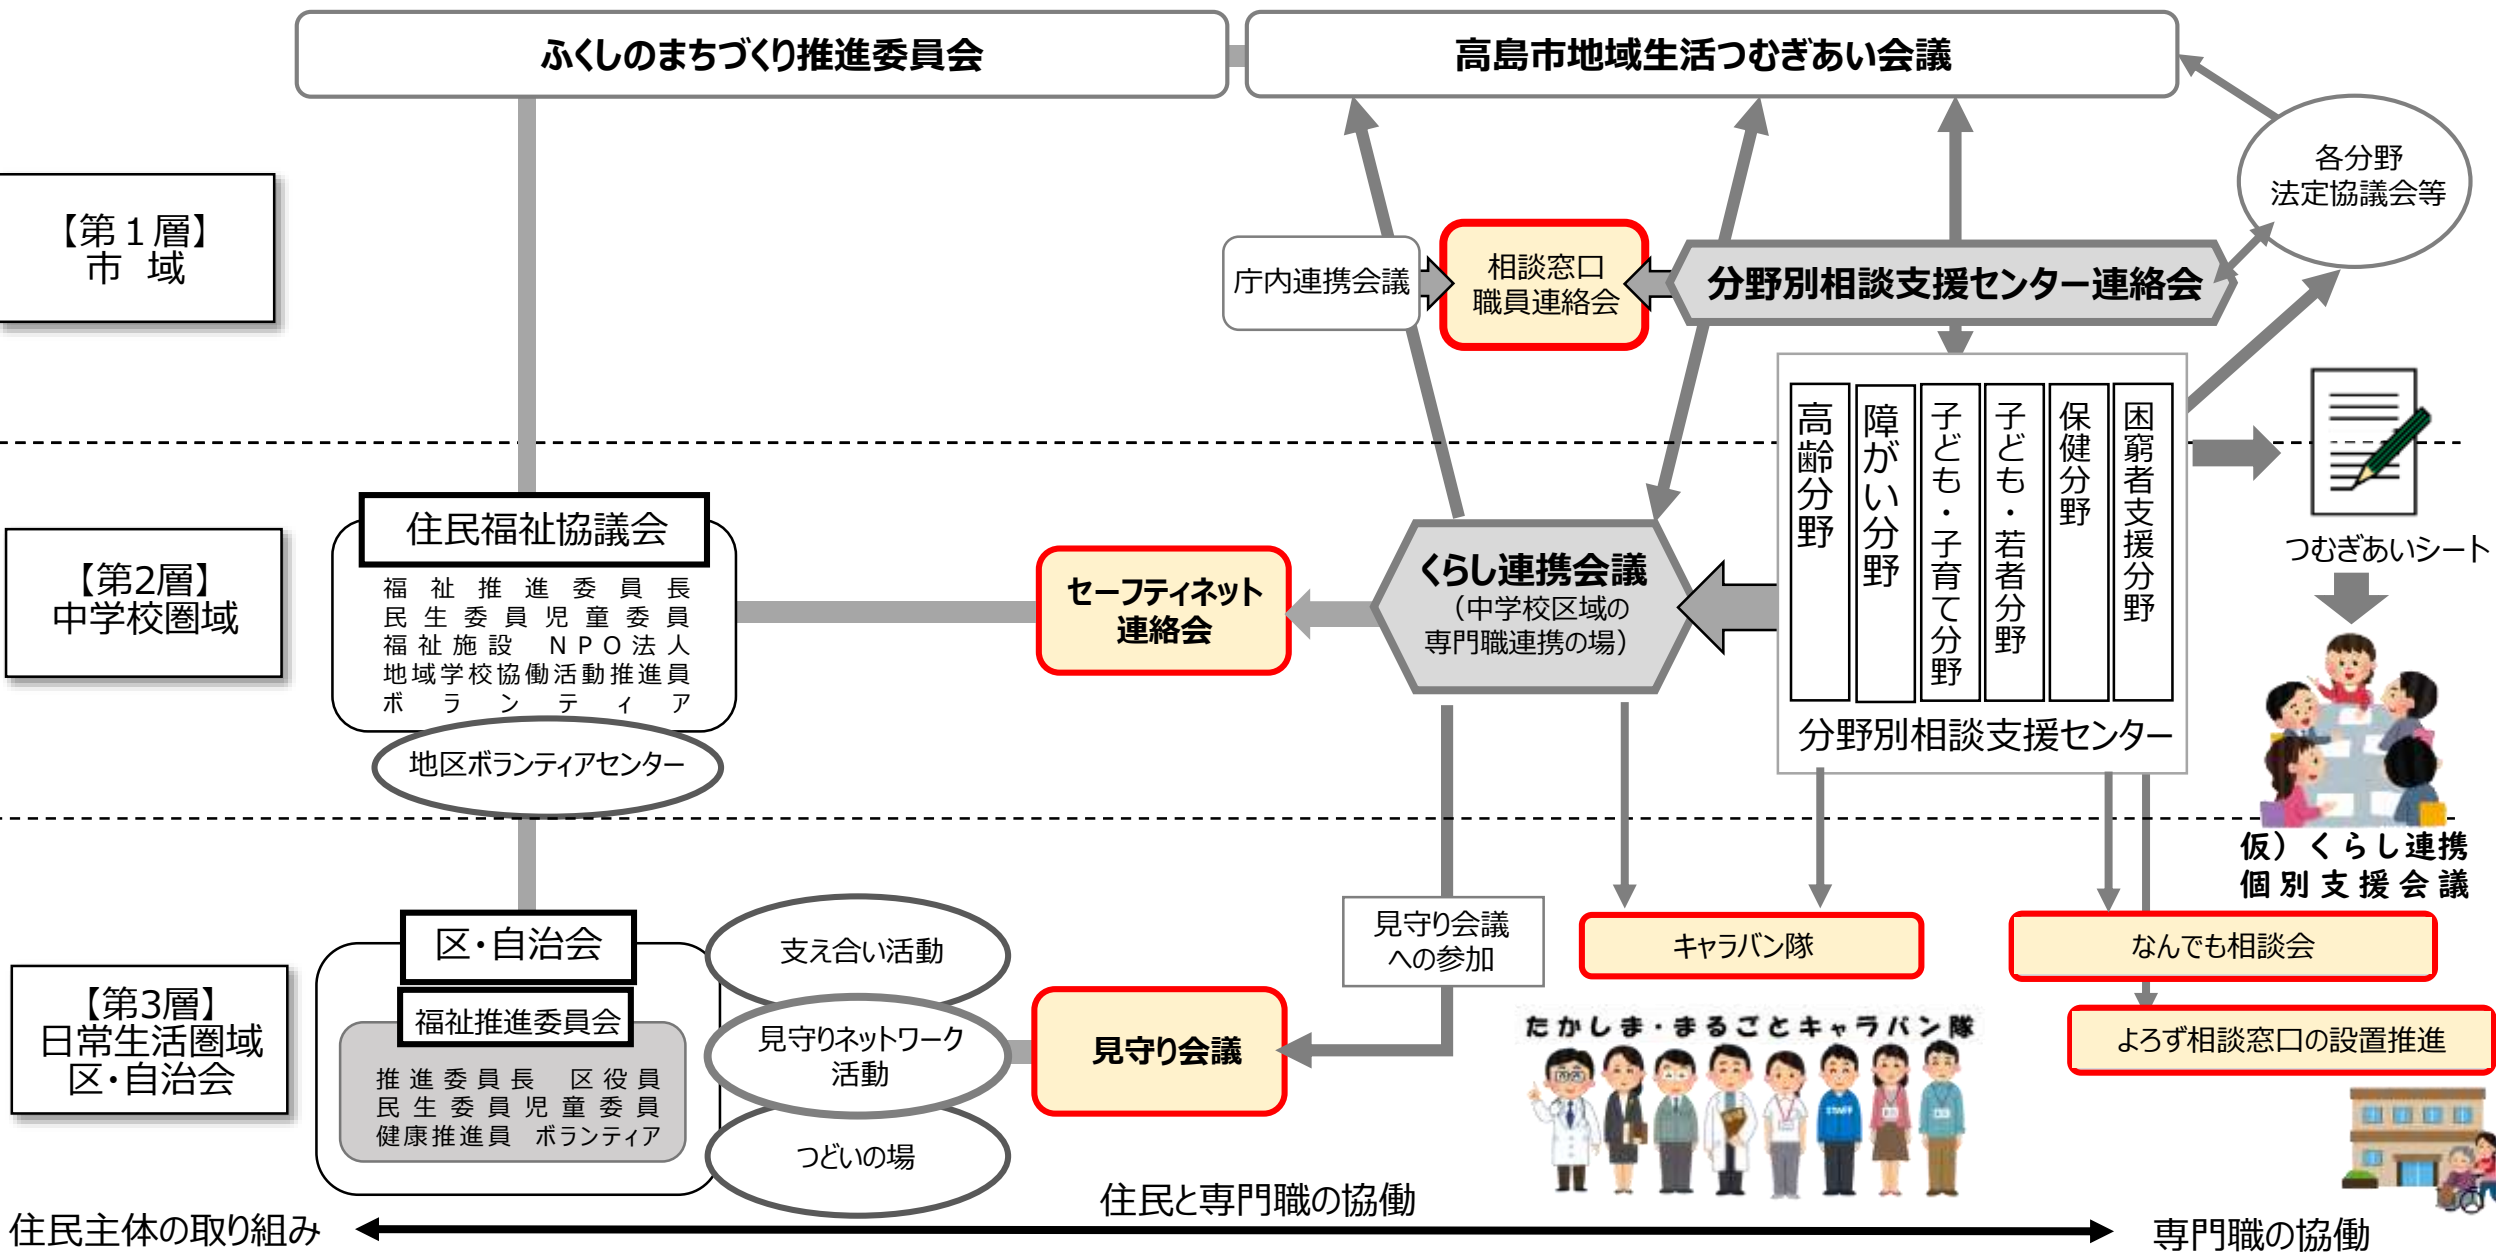 ふくしのまちづくり推進委員会
高島市地域生活つむぎあい会議
各分野
法定協議会等
【第１層】
市　域
庁内連携会議
相談窓口
職員連絡会
分野別相談支援センター連絡会
高齢分野
障がい分野
子ども・子育て分野
子ども・若者分野
保健分野
困窮者支援分野
分野別相談支援センター
つむぎあいシート
【第2層】
中学校圏域
住民福祉協議会
福祉推進委員長
民生委員児童委員
福祉施設　ＮＰＯ法人
地域学校協働活動推進員
ボランティア
地区ボランティアセンター
セーフティネット
連絡会
くらし連携会議
（中学校区域の
専門職連携の場）
仮）くらし連携
個別支援会議
【第3層】
日常生活圏域
区・自治会
区・自治会
福祉推進委員会
推進委員長　区役員
民生委員児童委員
健康推進員　ボランティア
支え合い活動
見守りネットワーク
活動
つどいの場
見守り会議
見守り会議
への参加
キャラバン隊
なんでも相談会
よろず相談窓口の設置推進
たかしま・まるごとキャラバン隊
STAFF
住民主体の取り組み
住民と専門職の協働
専門職の協働